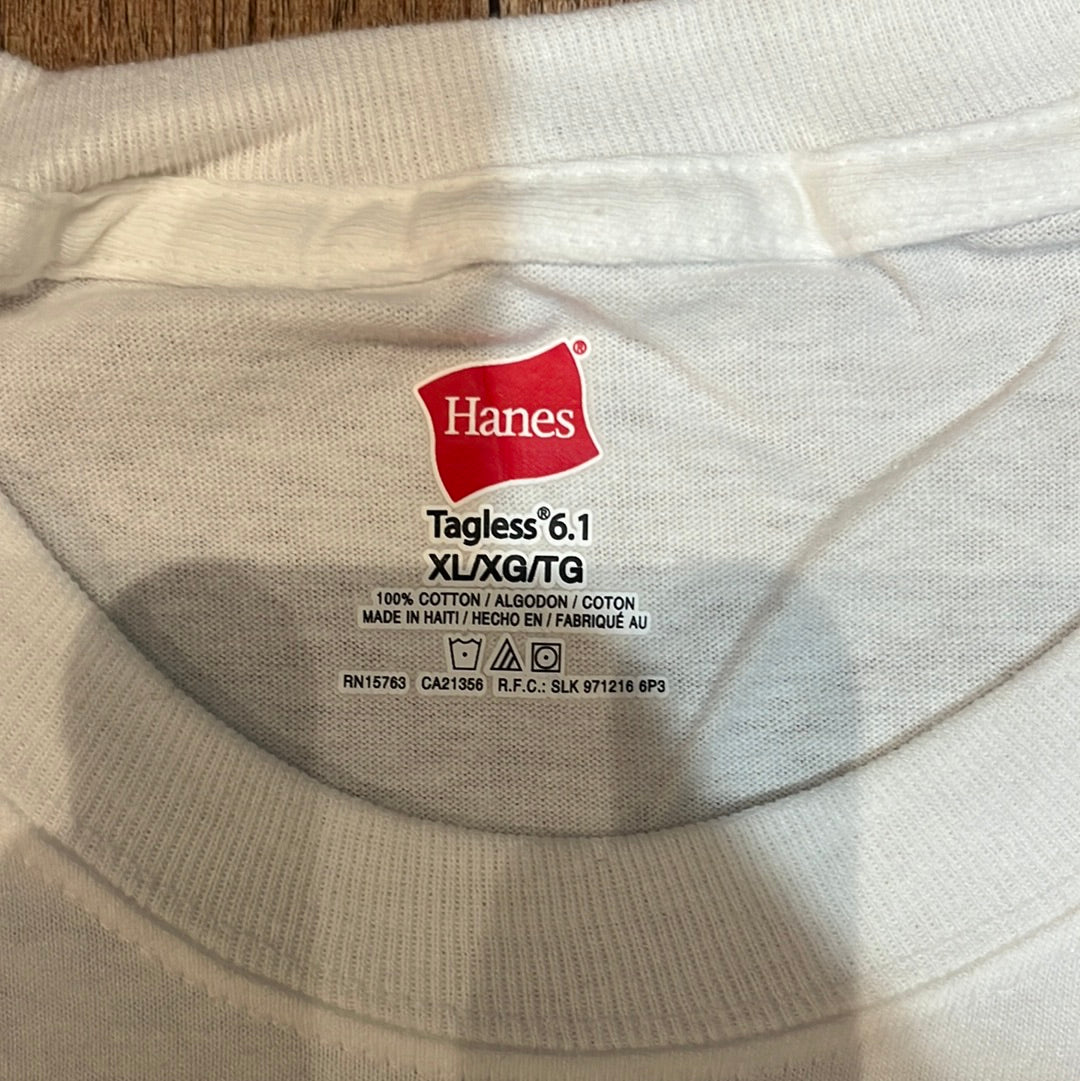 Hanes®
Tagless® 6.1
XL/XG/TG
100% COTTON / ALGODON / COTON
MADE IN HAITI / HECHO EN / FABRIQUÉ AU
RN15763 CA21356 R.F.C.: SLK 971216 6P3